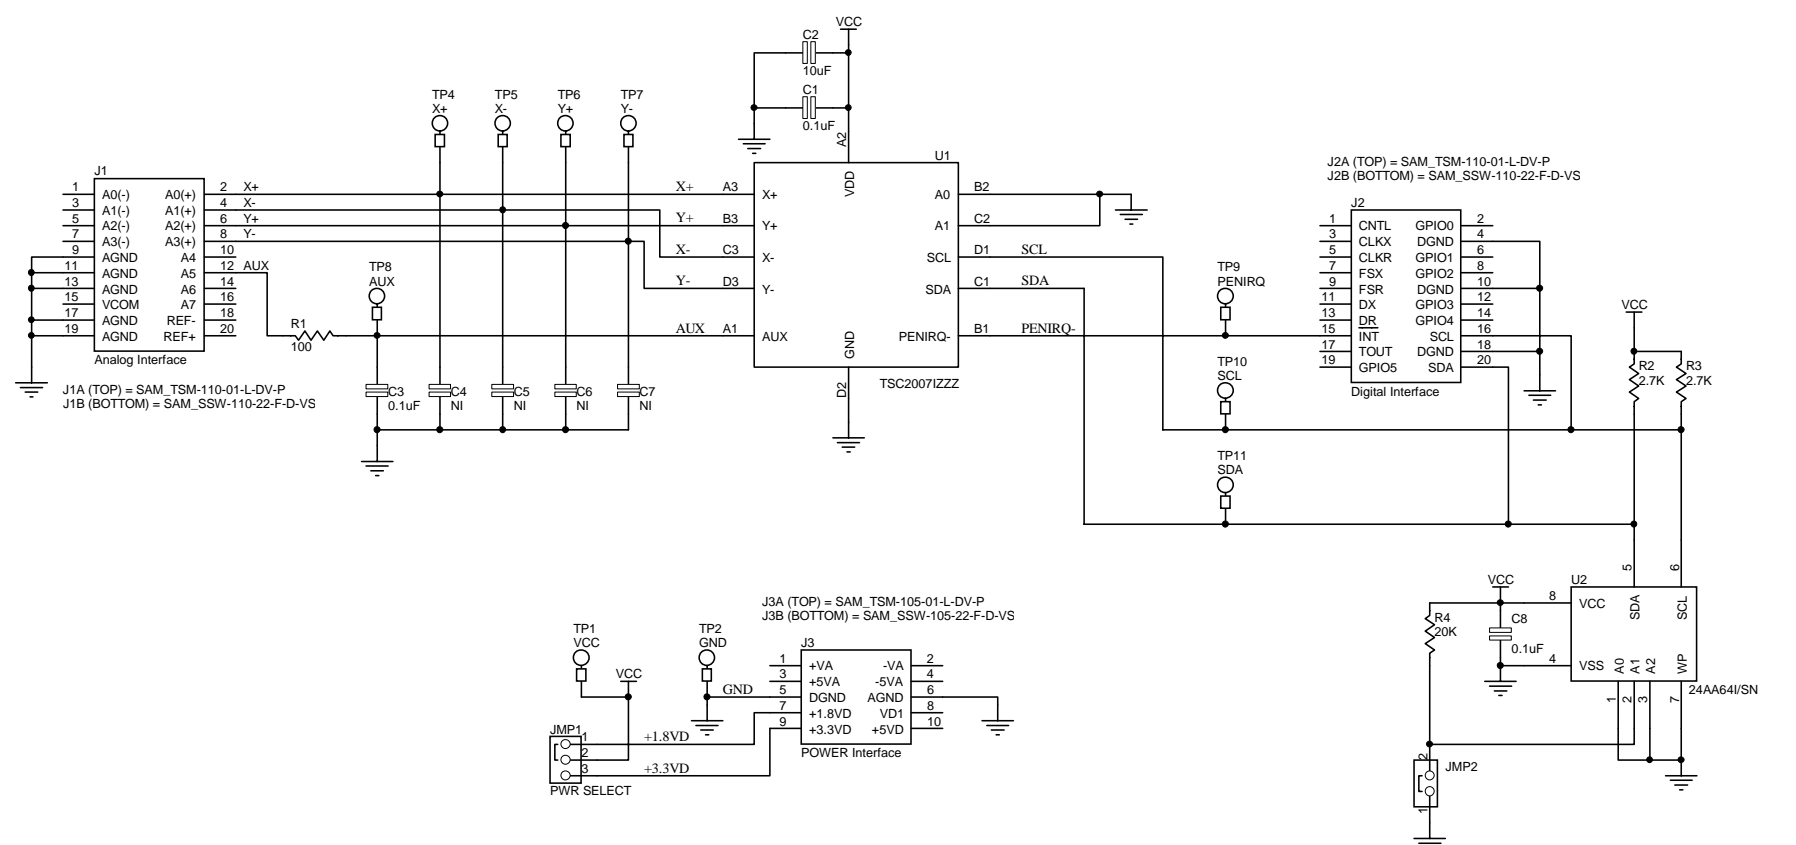 VCC
C2
10uF
C1
0.1uF
A2
TP4
X+
TP5
X-
TP6
Y+
TP7
Y-
J1
1 A0(-) A0(+) 2 X+
3 A1(-) A1(+) 4 X-
5 A2(-) A2(+) 6 Y+
7 A3(-) A3(+) 8 Y-
9 AGND A4 10
11 AGND A5 12 AUX
13 AGND A6 14
15 VCOM A7 16
17 AGND REF- 18
19 AGND REF+ 20
Analog Interface
J1A (TOP) = SAM_TSM-110-01-L-DV-P
J1B (BOTTOM) = SAM_SSW-110-22-F-D-VS
R1
100
TP8
AUX
C3
0.1uF
C4
NI
C5
NI
C6
NI
C7
NI
U1
VDD
X+ A3 X+
Y+ B3 Y+
X- C3 X-
Y- D3 Y-
AUX A1 AUX
A0 B2
A1 C2
SCL D1 SCL
SDA C1 SDA
PENIRQ- B1 PENIRQ-
GND
D2
TSC2007IZZZ
TP9
PENIRQ
TP10
SCL
TP11
SDA
J2A (TOP) = SAM_TSM-110-01-L-DV-P
J2B (BOTTOM) = SAM_SSW-110-22-F-D-VS
J2
1 CNTL GPIO0 2
3 CLKX DGND 4
5 CLKR GPIO1 6
7 FSX GPIO2 8
9 FSR DGND 10
11 DX GPIO3 12
13 DR GPIO4 14
15 INT SCL 16
17 TOUT DGND 18
19 GPIO5 SDA 20
Digital Interface
VCC
R2
2.7K
R3
2.7K
J3A (TOP) = SAM_TSM-105-01-L-DV-P
J3B (BOTTOM) = SAM_SSW-105-22-F-D-VS
TP1
VCC
VCC
TP2
GND
GND
J3
1 +VA -VA 2
3 +5VA -5VA 4
5 DGND AGND 6
7 +1.8VD VD1 8
9 +3.3VD +5VD 10
POWER Interface
JMP1
1
2
3
+1.8VD
+3.3VD
PWR SELECT
VCC
R4
20K
C8
0.1uF
U2
5 SDA
6 SCL
8 VCC
4 VSS
A0 1
A1 2
A2 3
WP 7
24AA64I/SN
JMP2
2
1